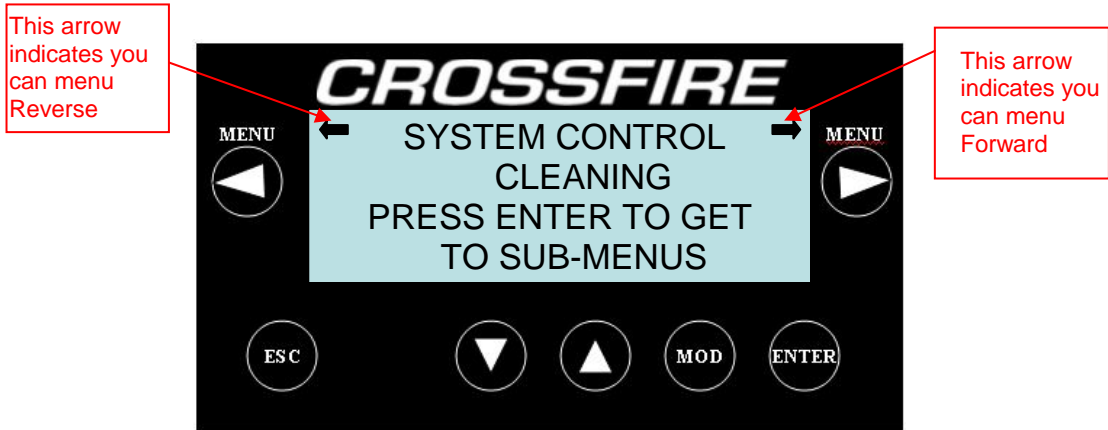 This arrow
indicates you
can menu
Reverse
CROSSFIRE
This arrow
indicates you
can menu
Forward
MENU
SYSTEM CONTROL
CLEANING
PRESS ENTER TO GET
TO SUB-MENUS
MENU
ESC
MOD
ENTER